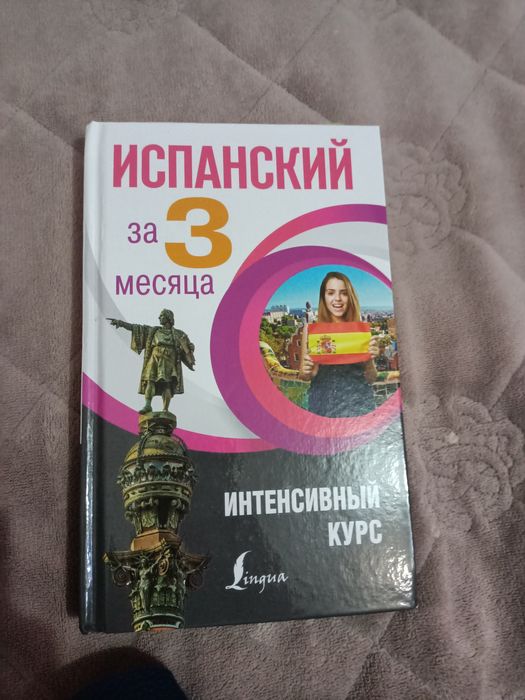 ИСПАНСКИЙ
за 3
месяца
ИНТЕНСИВНЫЙ
КУРС
Lingua